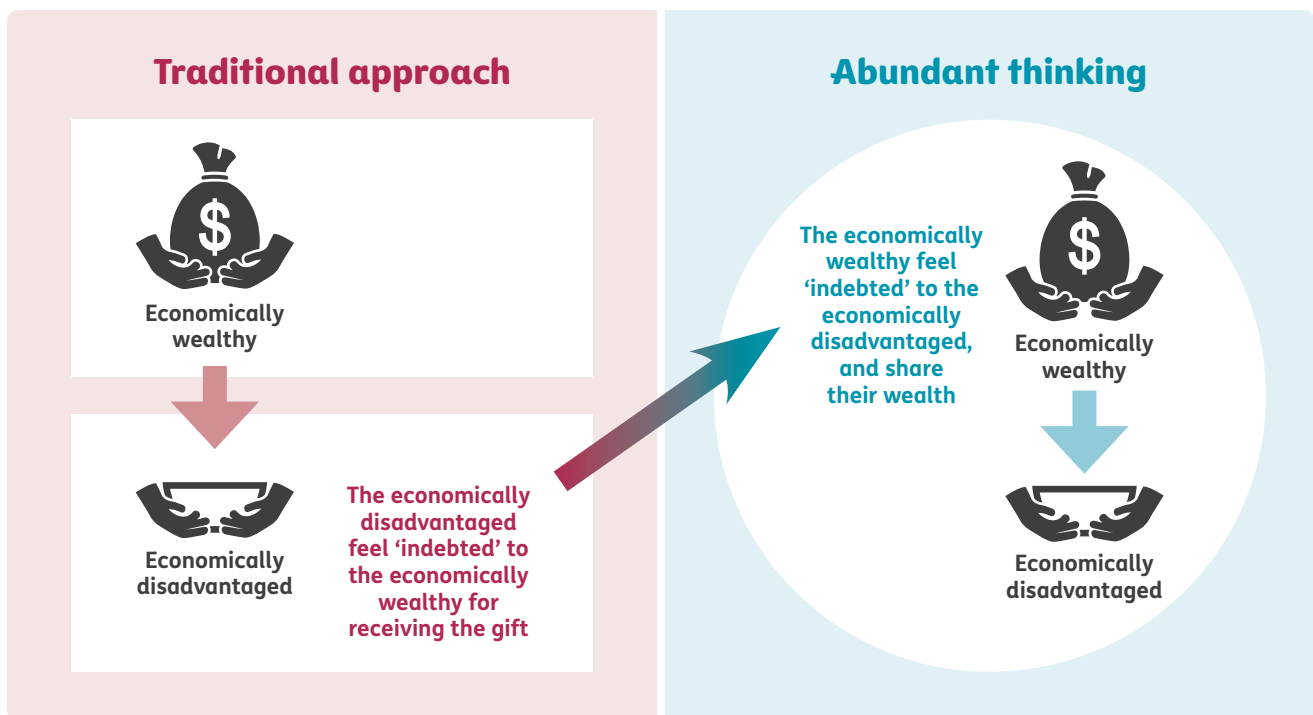 Traditional approach
$
Economically
wealthy
Economically
disadvantaged
The economically
disadvantaged
feel ‘indebted’ to
the economically
wealthy for
receiving the gift
Abundant thinking
The economically
wealthy feel
‘indebted’ to the
economically
disadvantaged,
and share
their wealth
$
Economically
wealthy
Economically
disadvantaged